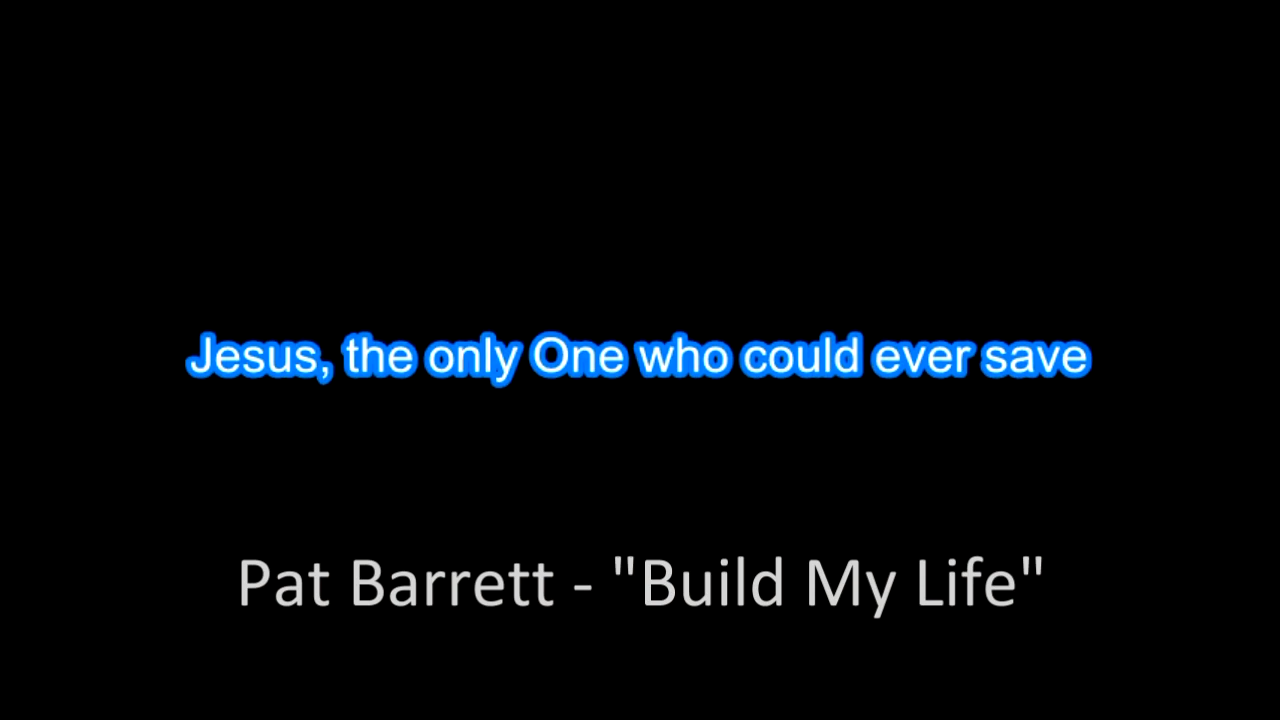 Jesus, the only One who could ever save
Pat Barrett - "Build My Life"